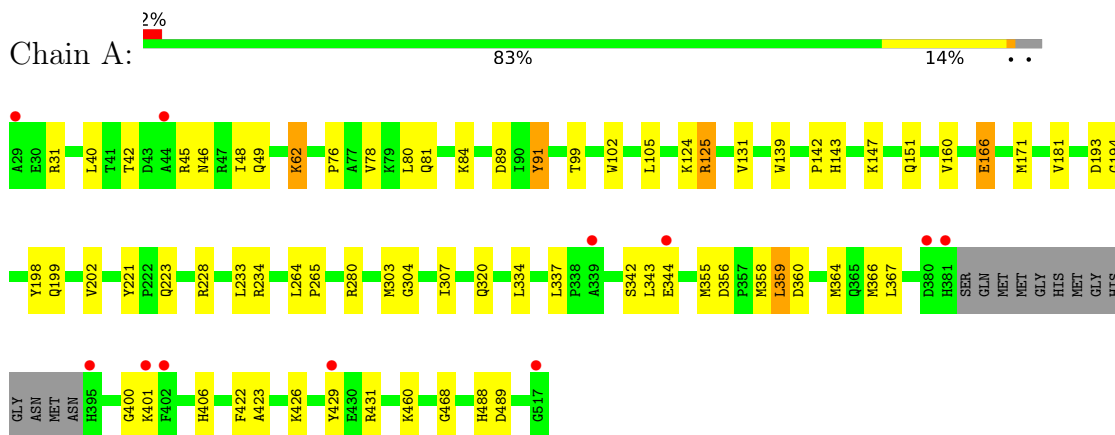 2%
Chain A:
83% 14% • •
A29 E30 R31 L40 T41 T42 D43 A44 R45 N46 R47 I48 Q49 K62 P76 A77 V78 K79 L80 Q81 K84 D89 I90 Y91 T99 W102 L105 K124 R125 V131 W139 P142 H143 K147 Q151 V160 E166 M171 V181 D193 G194
Y198 Q199 V202 Y221 P222 Q223 R228 L233 R234 L264 P265 R280 M303 G304 I307 Q320 L334 L337 P338 A339 S342 L343 E344 M355 D356 P357 M358 L359 D360 M364 Q365 M366 L367 D380 H381 SER GLN MET MET GLY HIS MET GLY HIS
GLY ASN MET ASN H395 G400 K401 F402 H406 F422 A423 K426 Y429 E430 R431 K460 G468 H488 D489 G517